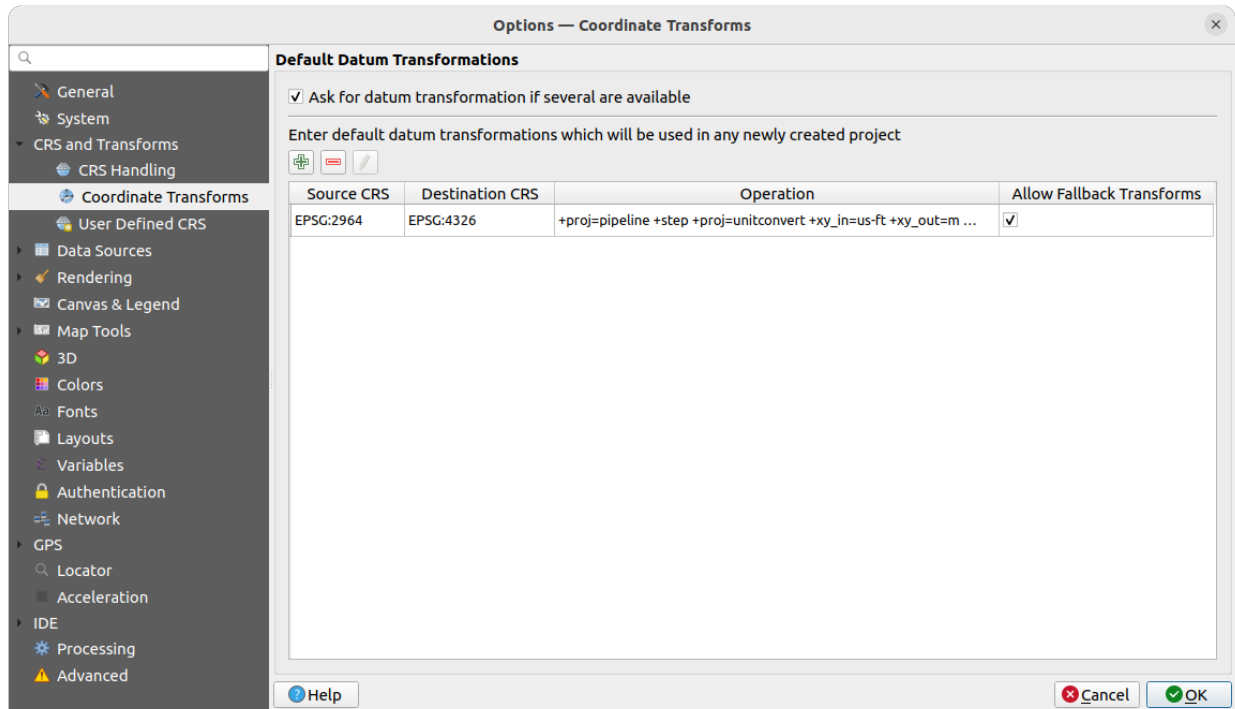 Options — Coordinate Transforms
Default Datum Transformations
General
System
CRS and Transforms
CRS Handling
Coordinate Transforms
User Defined CRS
Data Sources
Rendering
Canvas & Legend
Map Tools
3D
Colors
Fonts
Layouts
Variables
Authentication
Network
GPS
Locator
Acceleration
IDE
Processing
Advanced
Ask for datum transformation if several are available
Enter default datum transformations which will be used in any newly created project
Source CRS Destination CRS Operation Allow Fallback Transforms
EPSG:2964 EPSG:4326 +proj=pipeline +step +proj=unitconvert +xy_in=us-ft +xy_out=m ...
Help Cancel OK